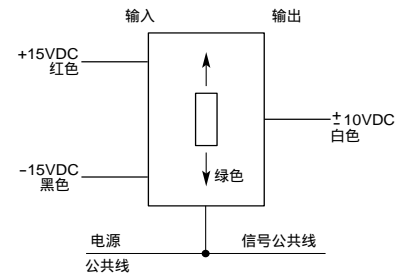 输入
输出
+15VDC
红色
±10VDC
白色
-15VDC
黑色
绿色
电源
信号公共线
公共线